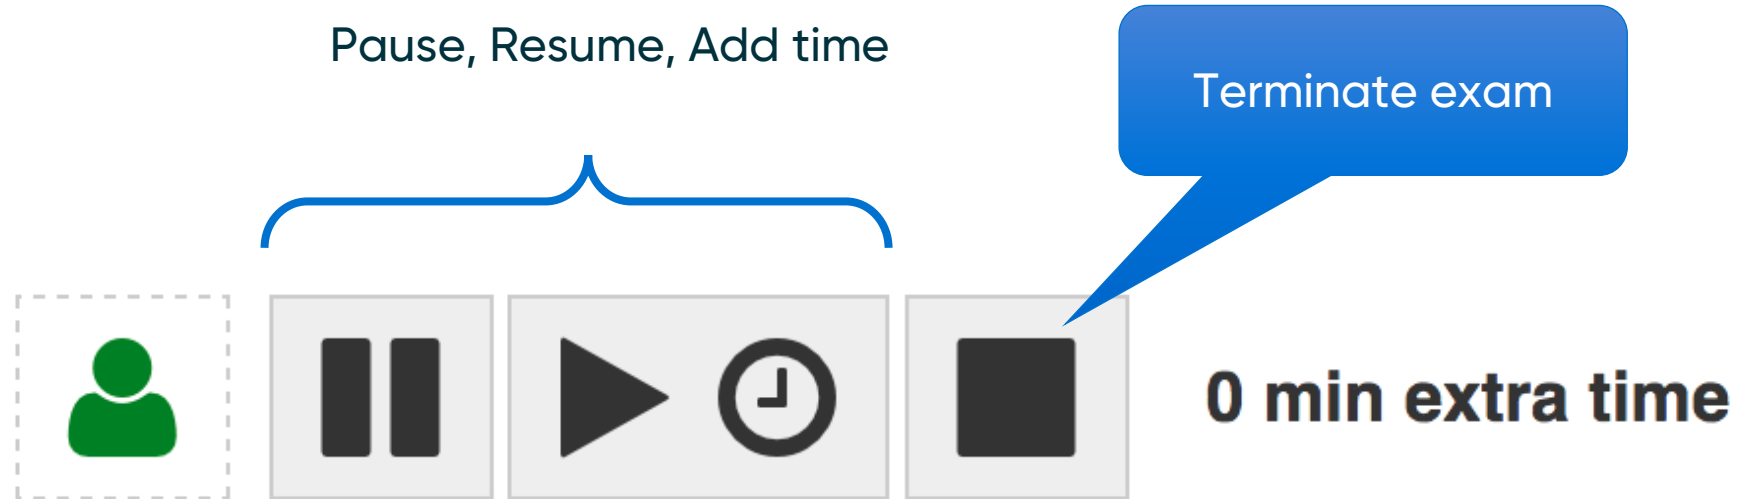 Pause, Resume, Add time
Terminate exam
0 min extra time